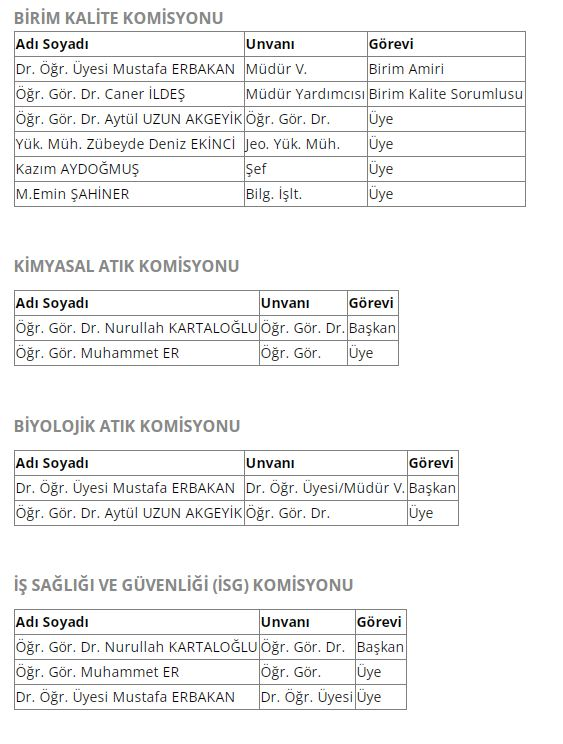 BİRİM KALİTE KOMİSYONU
Adı Soyadı Unvanı Görevi
Dr. Öğr. Üyesi Mustafa ERBAKAN Müdür V. Birim Amiri
Öğr. Gör. Dr. Caner İLDEŞ Müdür Yardımcısı Birim Kalite Sorumlusu
Öğr. Gör. Dr. Aytül UZUN AKGEYİK Öğr. Gör. Dr. Üye
Yük. Müh. Zübeyde Deniz EKİNCİ Jeo. Yük. Müh. Üye
Kazım AYDOĞMUŞ Şef Üye
M.Emin ŞAHİNER Bilg. İşlt. Üye
KİMYASAL ATIK KOMİSYONU
Adı Soyadı Unvanı Görevi
Öğr. Gör. Dr. Nurullah KARTALOĞLU Öğr. Gör. Dr. Başkan
Öğr. Gör. Muhammet ER Öğr. Gör. Üye
BİYOLOJİK ATIK KOMİSYONU
Adı Soyadı Unvanı Görevi
Dr. Öğr. Üyesi Mustafa ERBAKAN Dr. Öğr. Üyesi/Müdür V. Başkan
Öğr. Gör. Dr. Aytül UZUN AKGEYİK Öğr. Gör. Dr. Üye
İŞ SAĞLIĞI VE GÜVENLİĞİ (İSG) KOMİSYONU
Adı Soyadı Unvanı Görevi
Öğr. Gör. Dr. Nurullah KARTALOĞLU Öğr. Gör. Dr. Başkan
Öğr. Gör. Muhammet ER Öğr. Gör. Üye
Dr. Öğr. Üyesi Mustafa ERBAKAN Dr. Öğr. Üyesi Üye